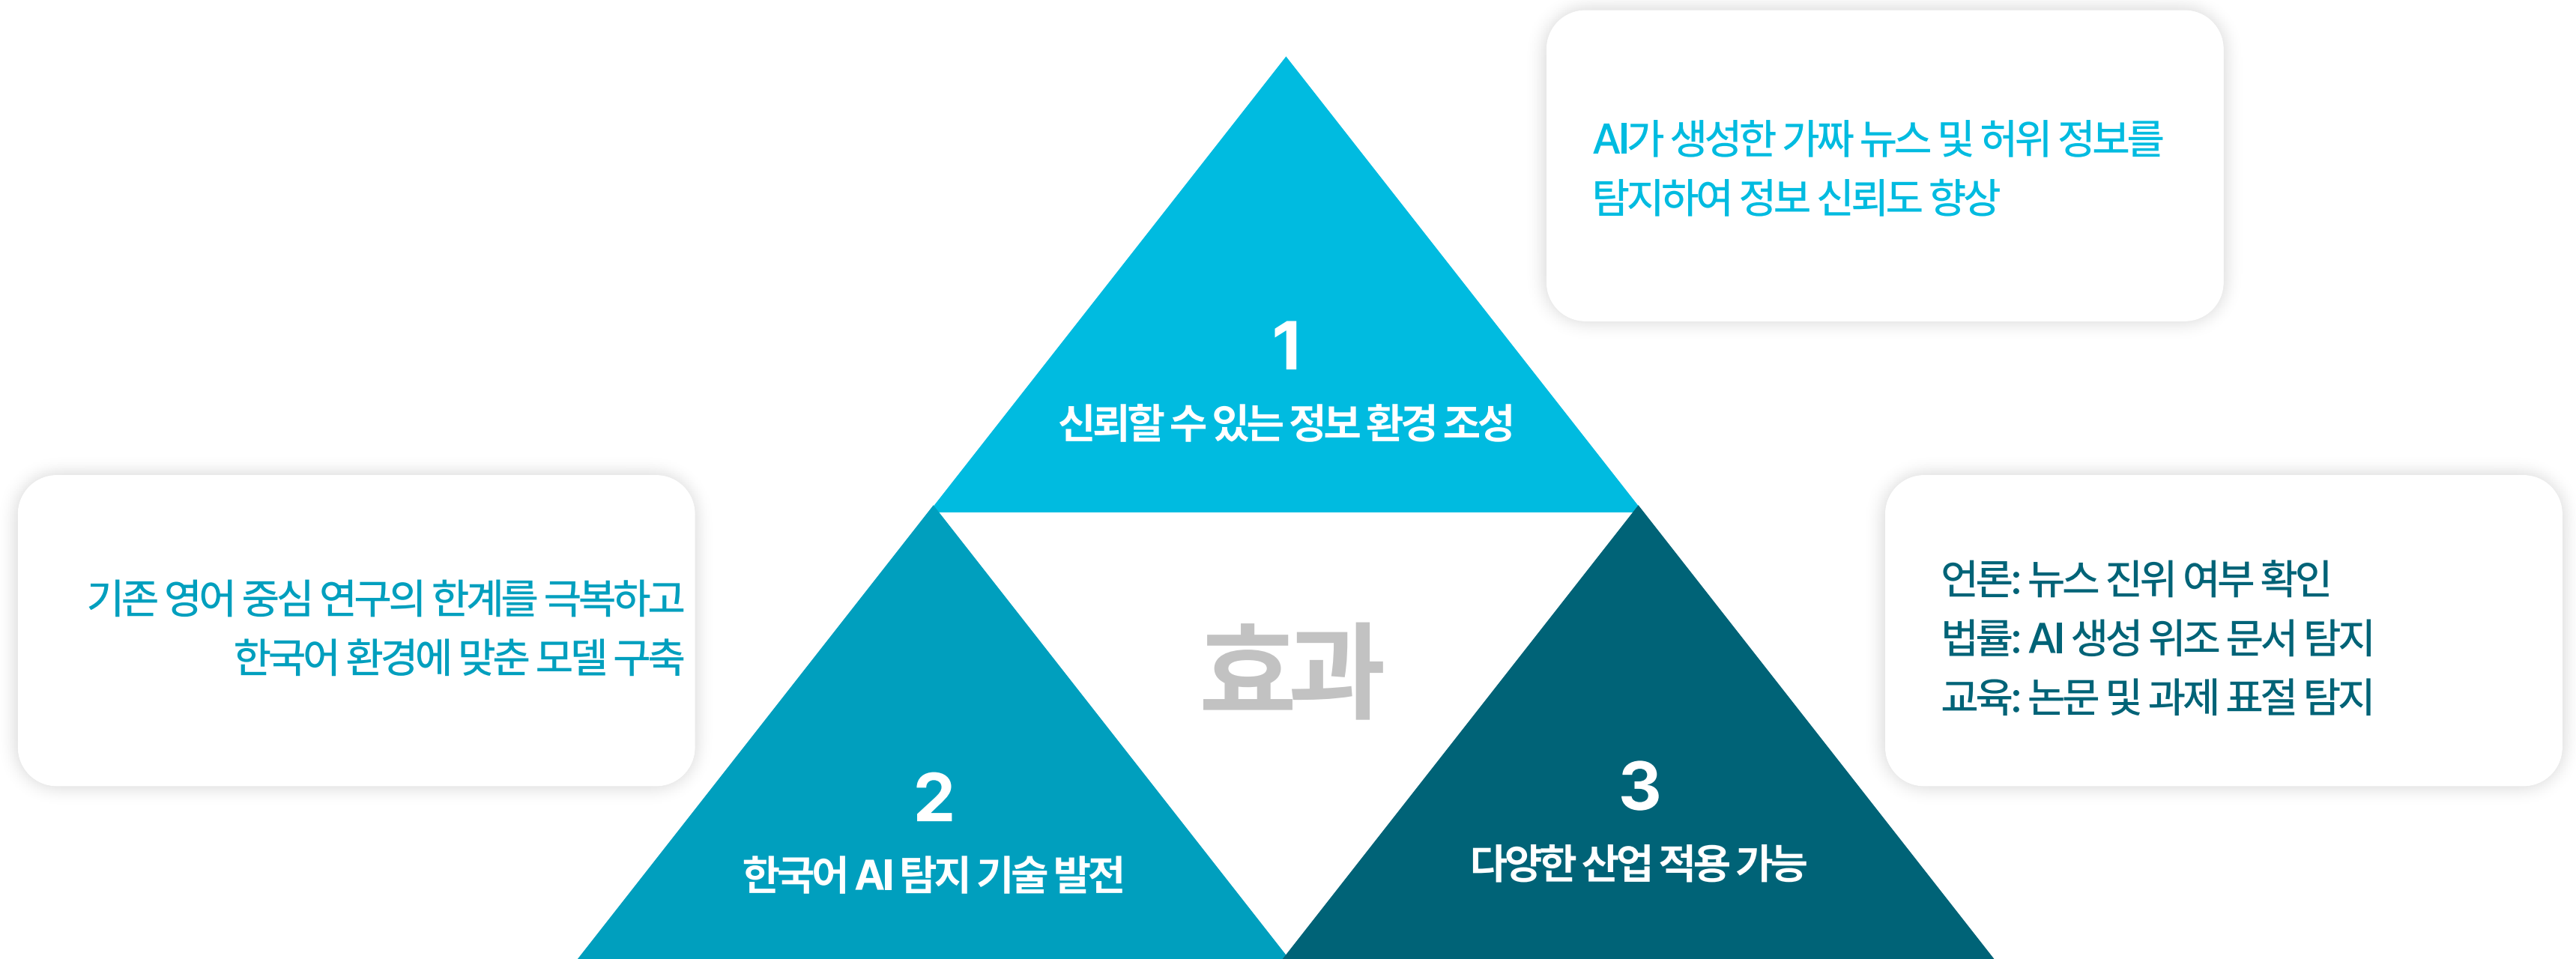 AI가 생성한 가짜 뉴스 및 허위 정보를
탐지하여 정보 신뢰도 향상
1
신뢰할 수 있는 정보 환경 조성
기존 영어 중심 연구의 한계를 극복하고
한국어 환경에 맞춘 모델 구축
효과
언론: 뉴스 진위 여부 확인
법률: AI 생성 위조 문서 탐지
교육: 논문 및 과제 표절 탐지
2
한국어 AI 탐지 기술 발전
3
다양한 산업 적용 가능